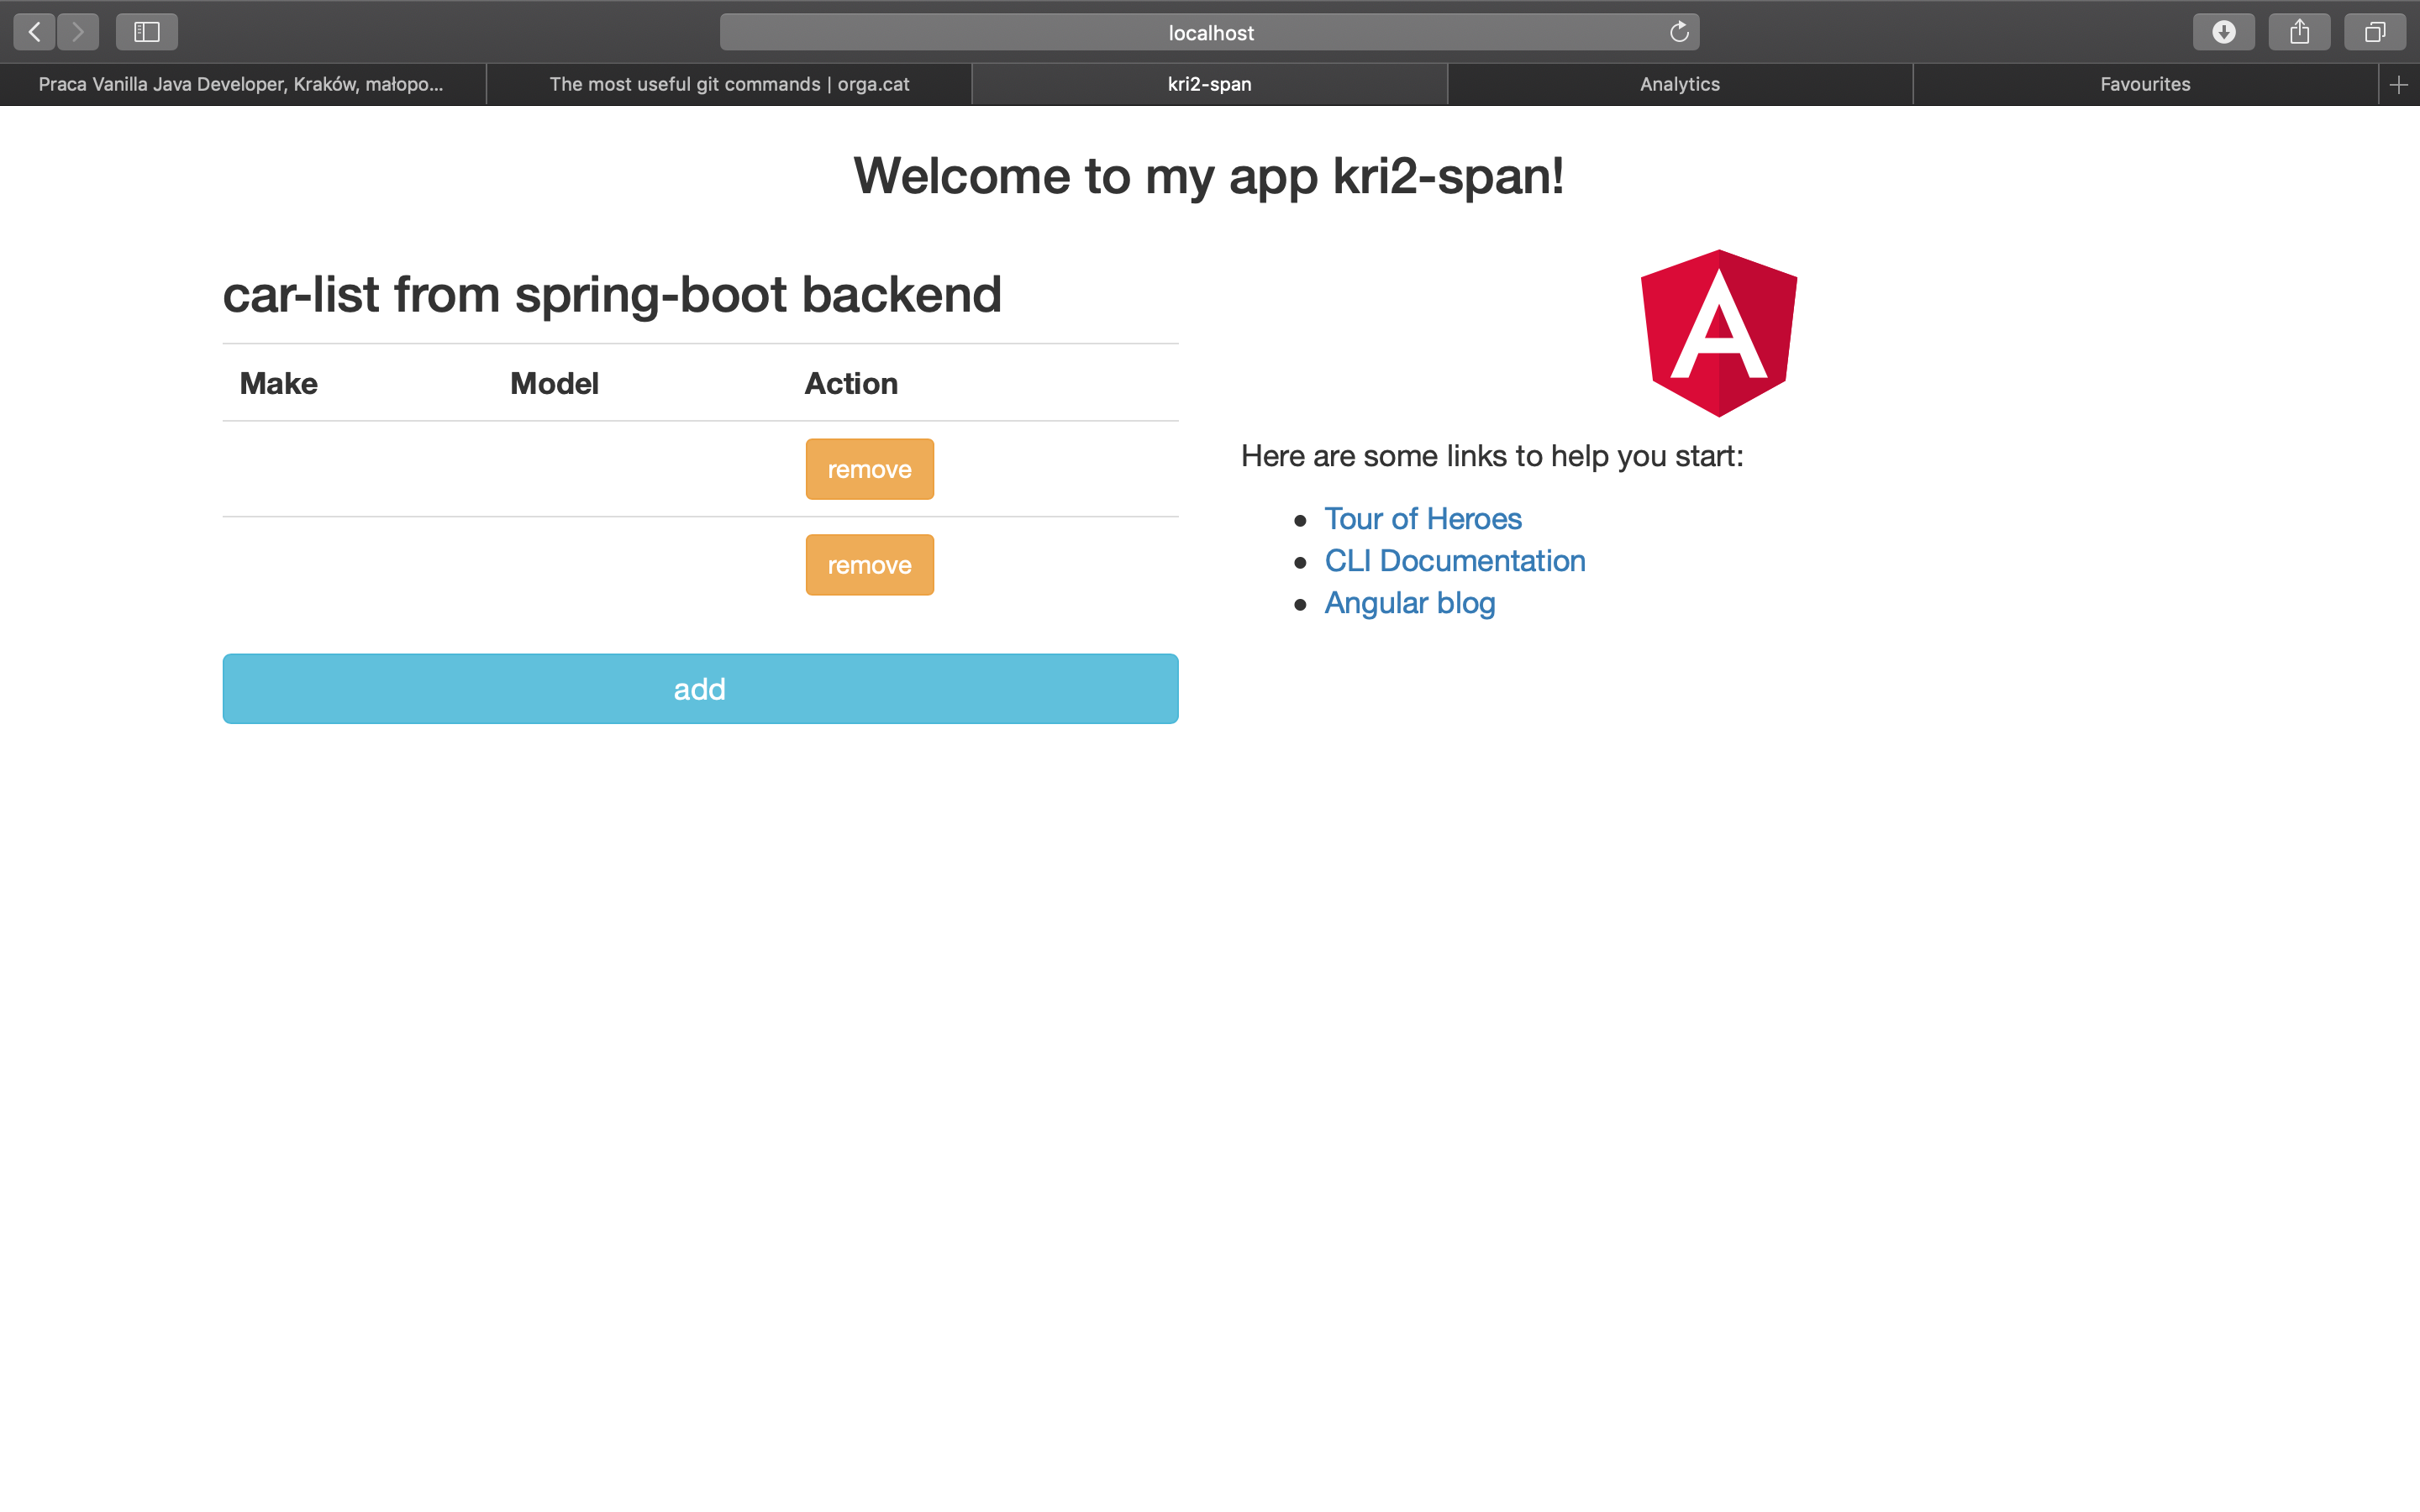 localhost
Praca Vanilla Java Developer, Kraków, małopo...
The most useful git commands | orga.cat
kri2-span
Analytics
Favourites
Welcome to my app kri2-span!
car-list from spring-boot backend
Make Model Action
remove
remove
add
A
Here are some links to help you start:
Tour of Heroes
CLI Documentation
Angular blog